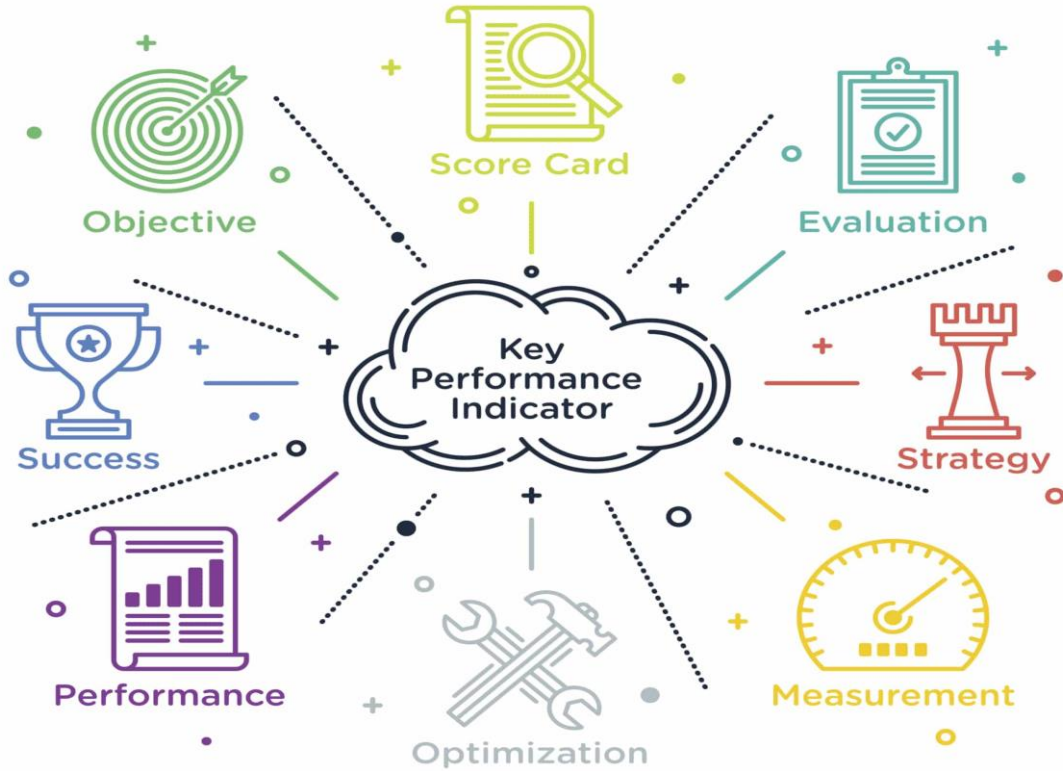 Score Card
Objective
Evaluation
Key
Performance
Indicator
Success
Strategy
Performance
Measurement
Optimization